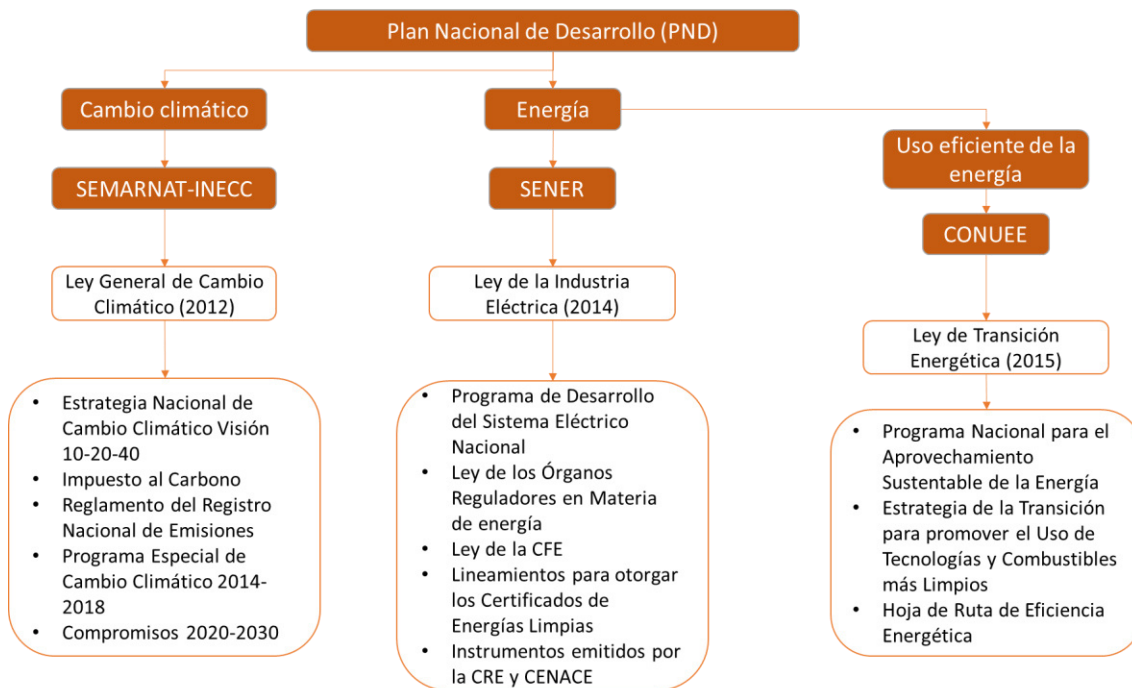 Plan Nacional de Desarrollo (PND)
Cambio climático
SEMARNAT-INECC
Ley General de Cambio
Climático (2012)
• Estrategia Nacional de
Cambio Climático Visión
10-20-40
• Impuesto al Carbono
• Reglamento del Registro
Nacional de Emisiones
• Programa Especial de
Cambio Climático 2014-
2018
• Compromisos 2020-2030
Energía
SENER
Ley de la Industria
Eléctrica (2014)
• Programa de Desarrollo
del Sistema Eléctrico
Nacional
• Ley de los Órganos
Reguladores en Materia
de energía
• Ley de la CFE
• Lineamientos para otorgar
los Certificados de
Energías Limpias
• Instrumentos emitidos por
la CRE y CENACE
Uso eficiente de la
energía
CONUEE
Ley de Transición
Energética (2015)
• Programa Nacional para el
Aprovechamiento
Sustentable de la Energía
• Estrategia de la Transición
para promover el Uso de
Tecnologías y Combustibles
más Limpios
• Hoja de Ruta de Eficiencia
Energética